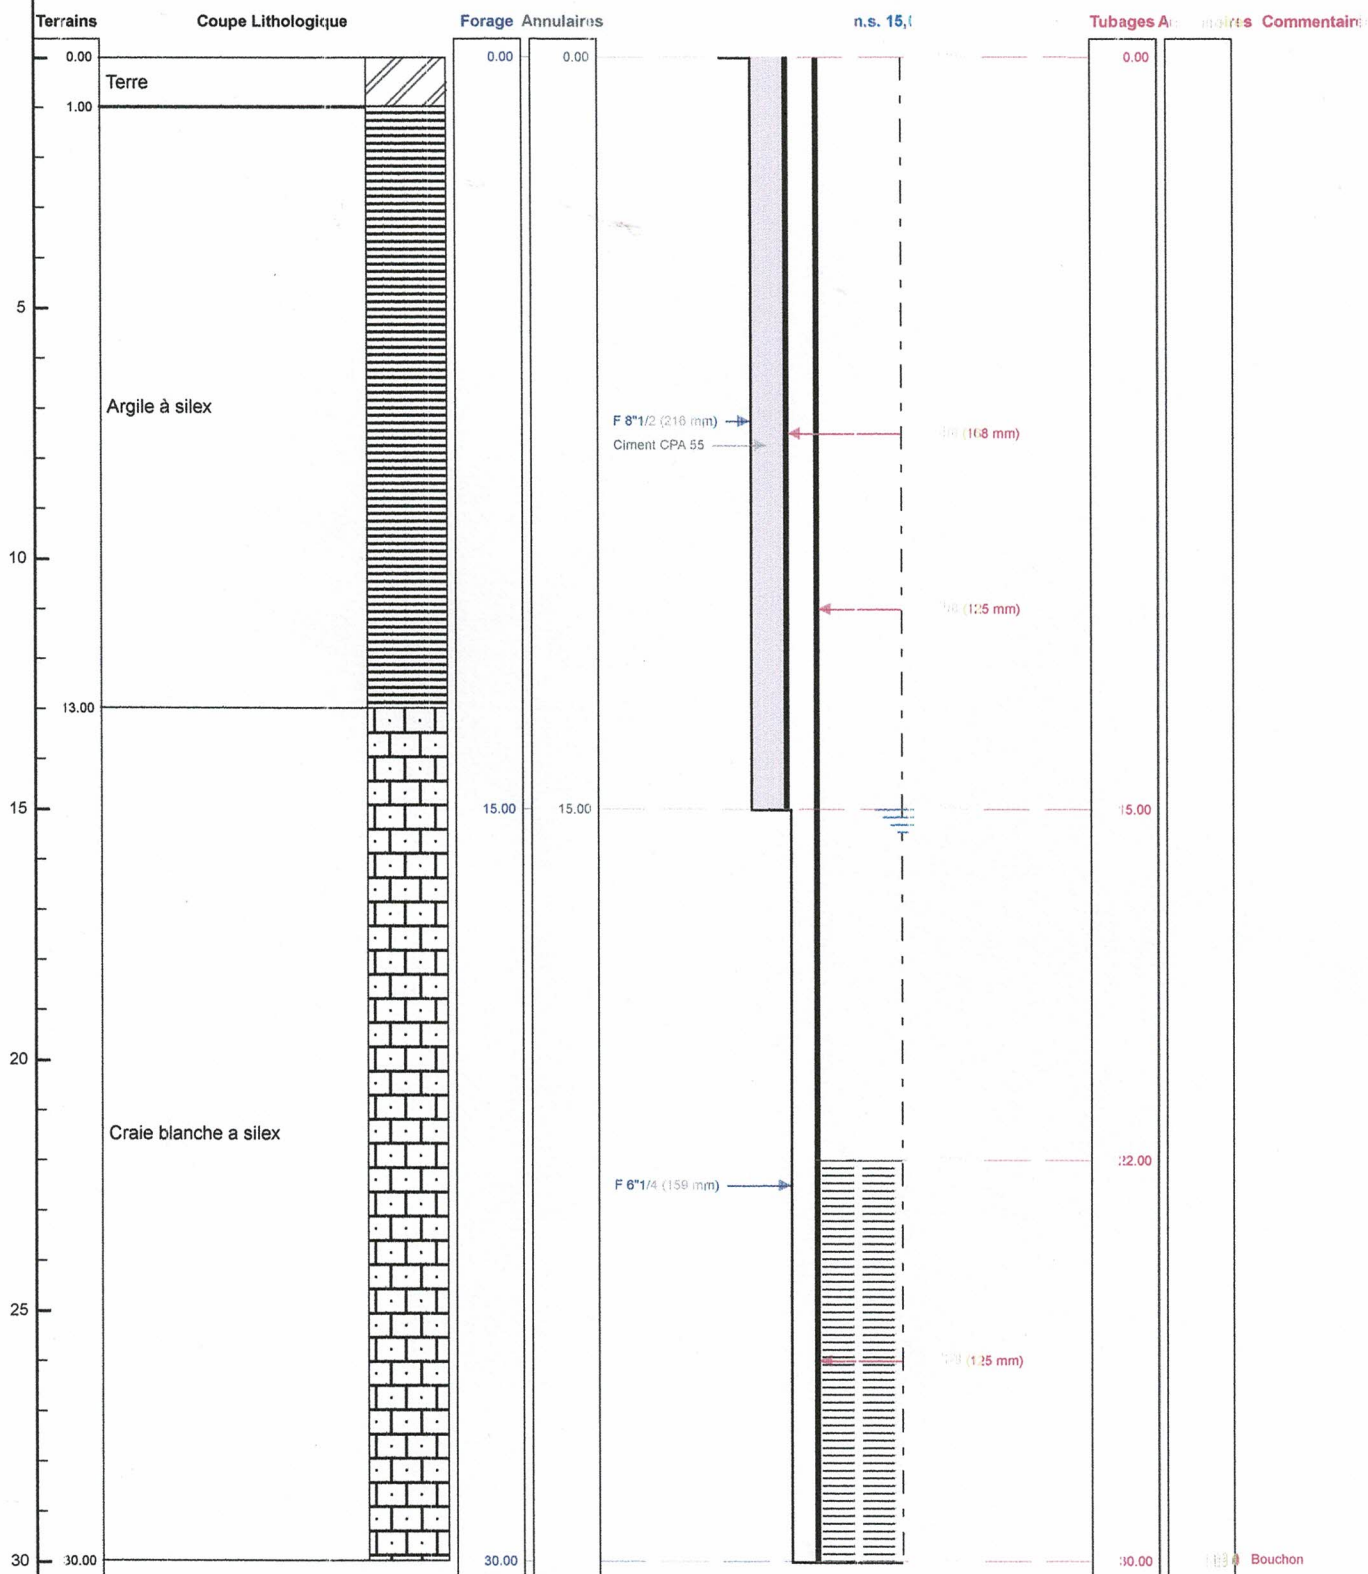 Terrains Coupe Lithologique Forage Annulaires n.s. 15, Tubages Commentair
0.00 0.00 0.00 0.00
Terre
1.00
5
Argile à silex
F 8"1/2 (216 mm)
(168 mm)
Ciment CPA 55
10
(125 mm)
13.00
15 15.00 15.00 15.00
20
Craie blanche a silex
22.00
F 6"1/4 (159 mm)
25
(125 mm)
30 30.00 30.00 30.00 Bouchon